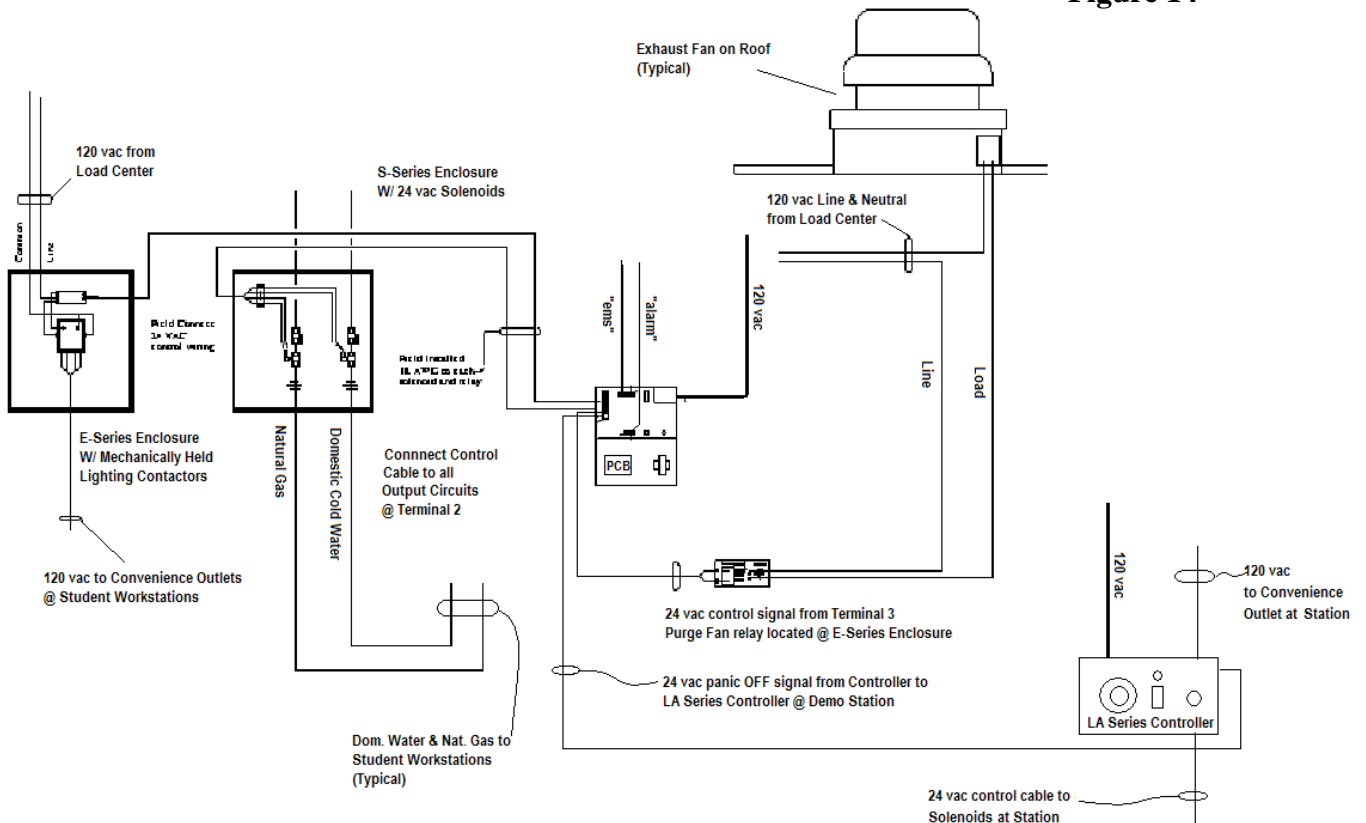 Exhaust Fan on Roof
(Typical)
120 vac from
Load Center
S-Series Enclosure
W/ 24 vac Solenoids
120 vac Line & Neutral
from Load Center
Common
Line
"ems"
"alarm"
120 vac
Line
Load
E-Series Enclosure
W/ Mechanically Held
Lighting Contactors
Natural Gas
Domestic Cold Water
Connnect Control
Cable to all
Output Circuits
@ Terminal 2
PCB
120 vac to Convenience Outlets
@ Student Workstations
24 vac control signal from Terminal 3
Purge Fan relay located @ E-Series Enclosure
120 vac
120 vac
to Convenience
Outlet at Station
24 vac panic OFF signal from Controller to
LA Series Controller @ Demo Station
LA Series Controller
Dom. Water & Nat. Gas to
Student Workstations
(Typical)
24 vac control cable to
Solenoids at Station